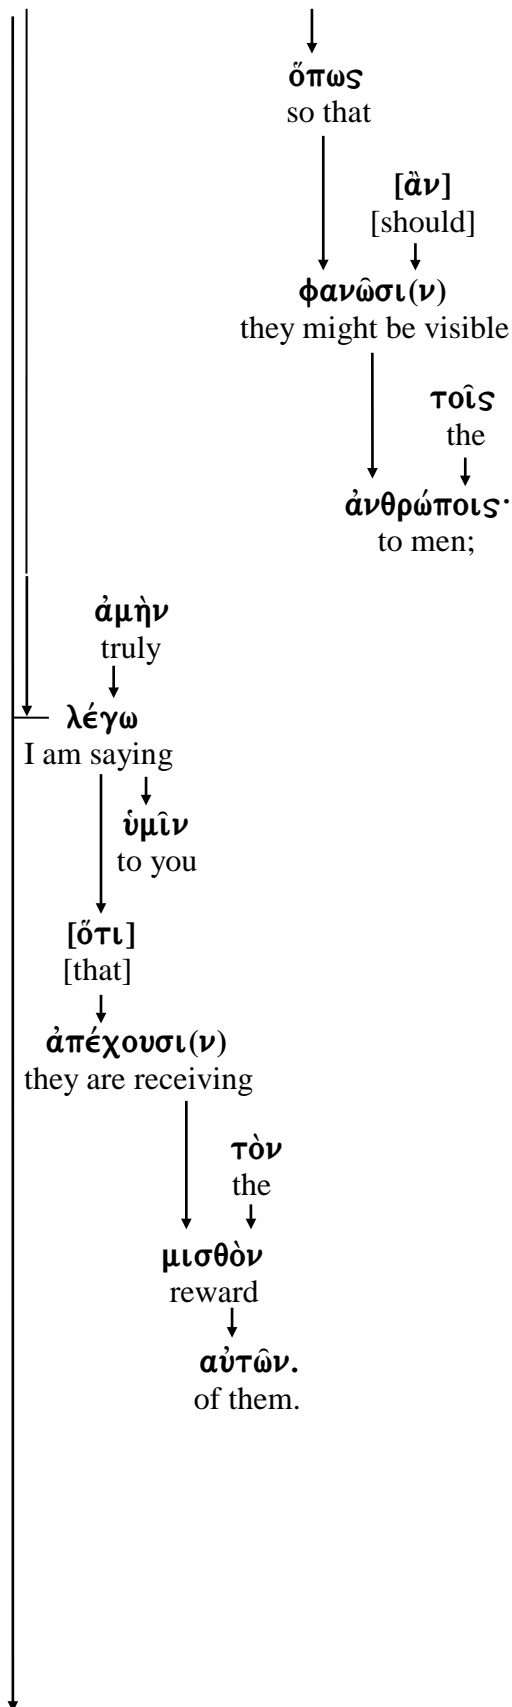 ὅπως
so that
[ἂν]
[should]
φανῶσι(ν)
they might be visible
τοῖς
the
ἀνθρώποις·
to men;
ἀμὴν
truly
λέγω
I am saying
ὑμῖν
to you
[ὅτι]
[that]
ἀπέχουσι(ν)
they are receiving
τὸν
the
μισθὸν
reward
αὐτῶν.
of them.